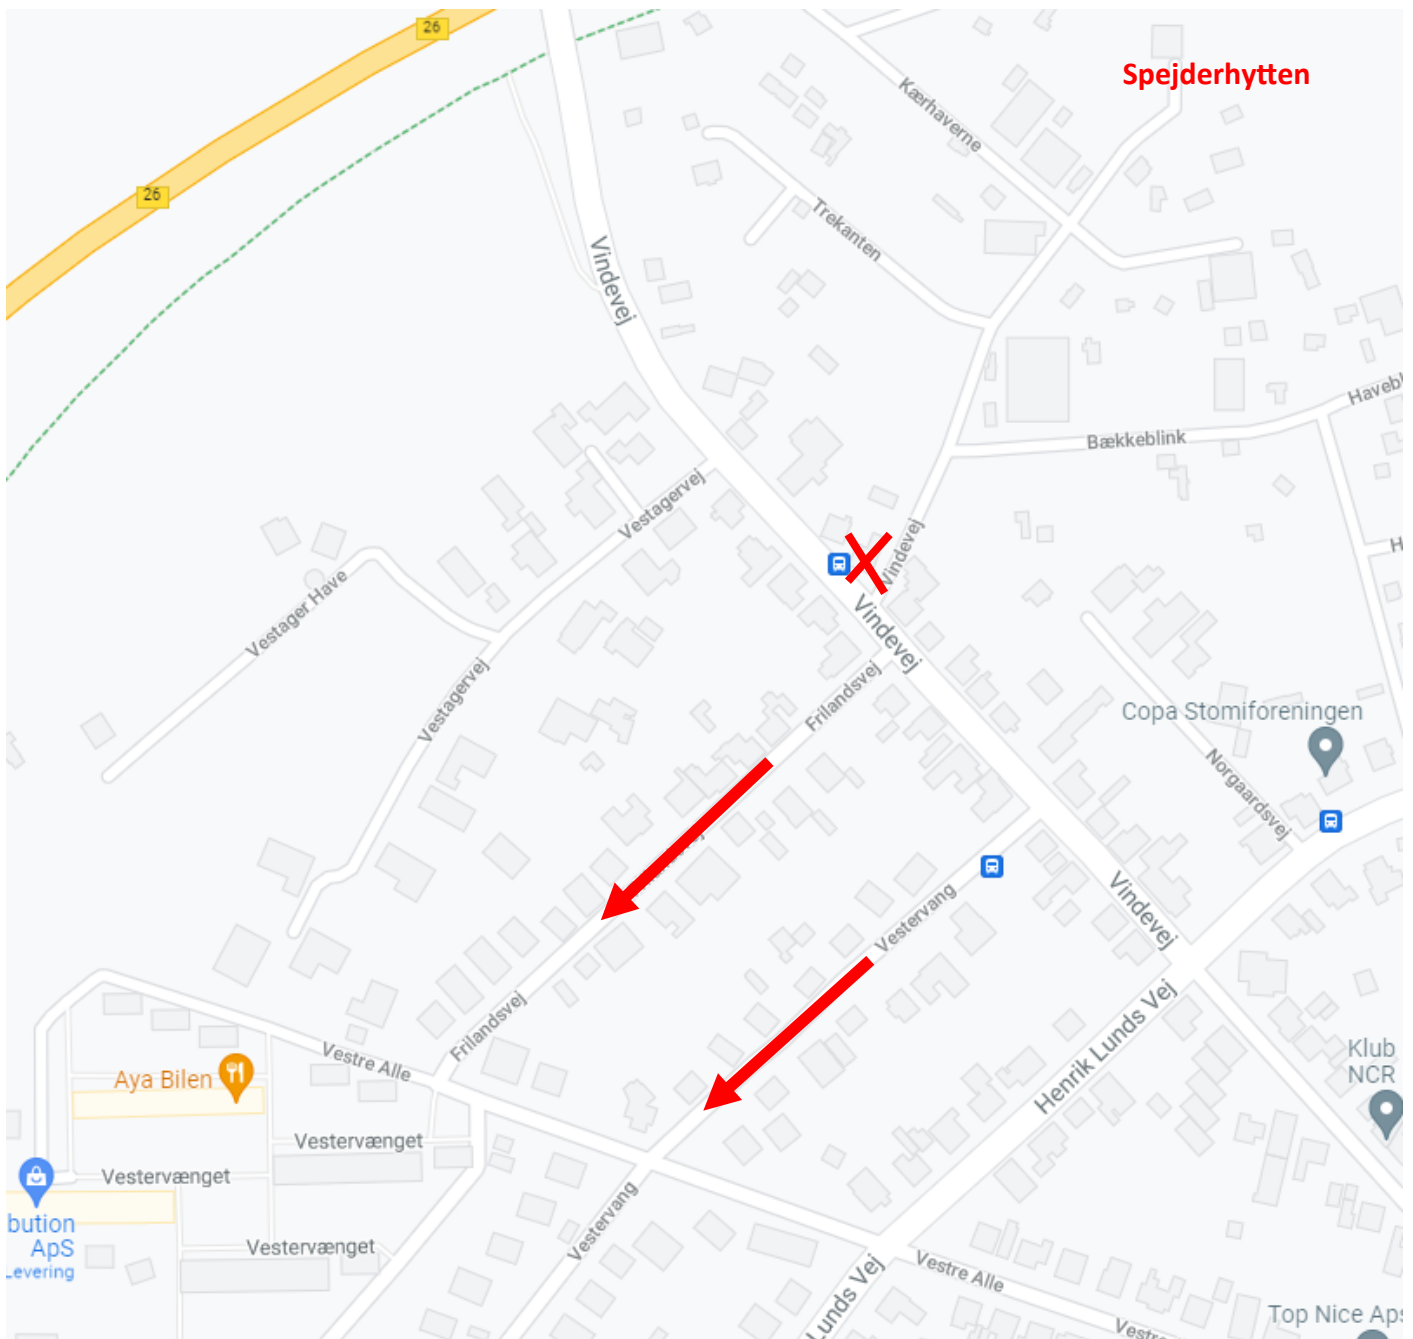 26
Spejderhytten
Kærhaverne
26
Trekanten
Vindevej
Havebl
Bækkeblink
Vestagervej
Vindevej
H
Vestager Have
Vindevej
H
Vestagervej
Frilandsvej
Copa Stomiforeningen
Norgaardsvej
Vindevej
Vestervang
Frilandsvej
Henrik Lunds Vej
Vestre Alle
Klub
NCR
Aya Bilen
Vestervænget
Vestervænget
Vestervang
bution
ApS
Levering
Vestervænget
Vestre Alle
Lunds Vej
Top Nice Aps
Vestre